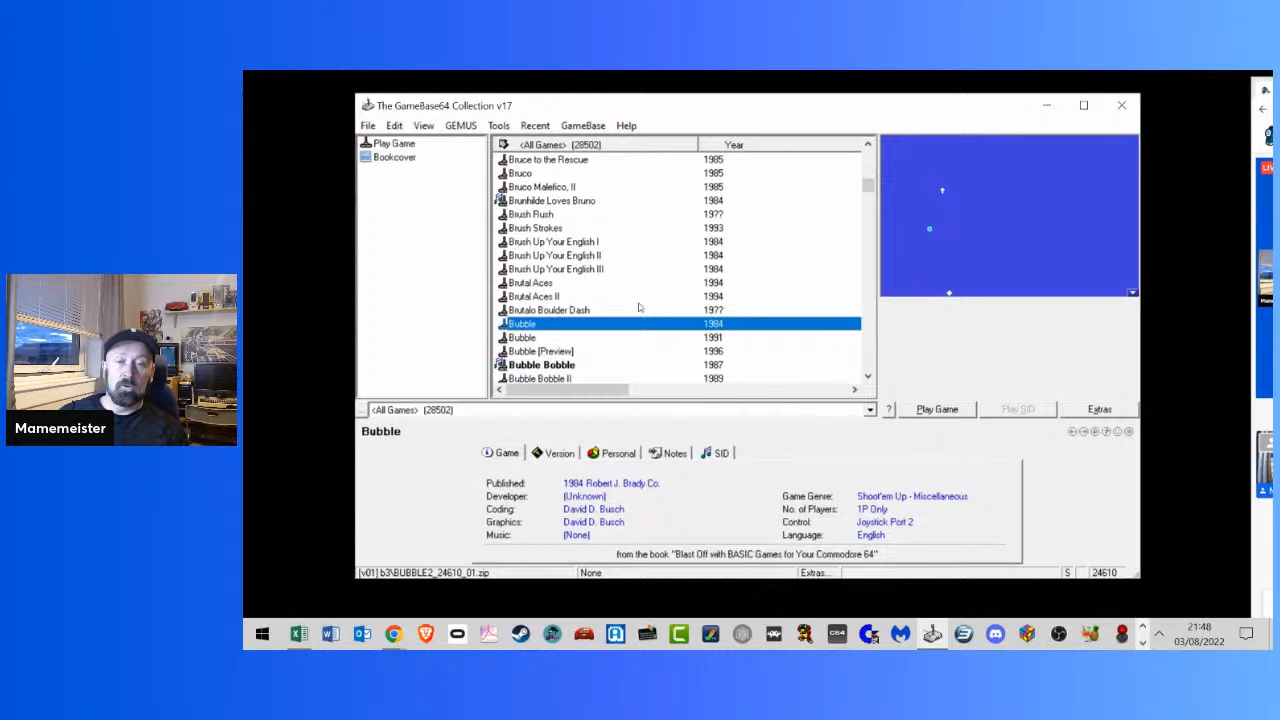 The GameBase64 Collection v17
File Edit View GEMUS Tools Recent GameBase Help
Play Game
Bookcover
<All Games> (28502) Year
Bruce to the Rescue 1985
Bruco 1985
Bruco Malefico, II 1985
Brunhilde Loves Bruno 1984
Brush Rush 19??
Brush Strokes 1993
Brush Up Your English I 1984
Brush Up Your English II 1984
Brush Up Your English III 1984
Brutal Aces 1994
Brutal Aces II 1994
Brutalo Boulder Dash 19??
Bubble 1984
Bubble 1991
Bubble [Preview] 1996
Bubble Bobble 1987
Bubble Bobble II 1989
... <All Games> (28502) ? Play Game Play SID Extras
Bubble
Game Version Personal Notes SID
Published: 1984 Robert J. Brady Co.
Developer: (Unknown) Game Genre: Shoot'em Up - Miscellaneous
Coding: David D. Busch No. of Players: 1P Only
Graphics: David D. Busch Control: Joystick Port 2
Music: (None) Language: English
from the book "Blast Off with BASIC Games for Your Commodore 64"
[v01] b3\BUBBLE2_24610_01.zip None Extras... S 24610
Mamemeister
LIV
C64
21:48
03/08/2022